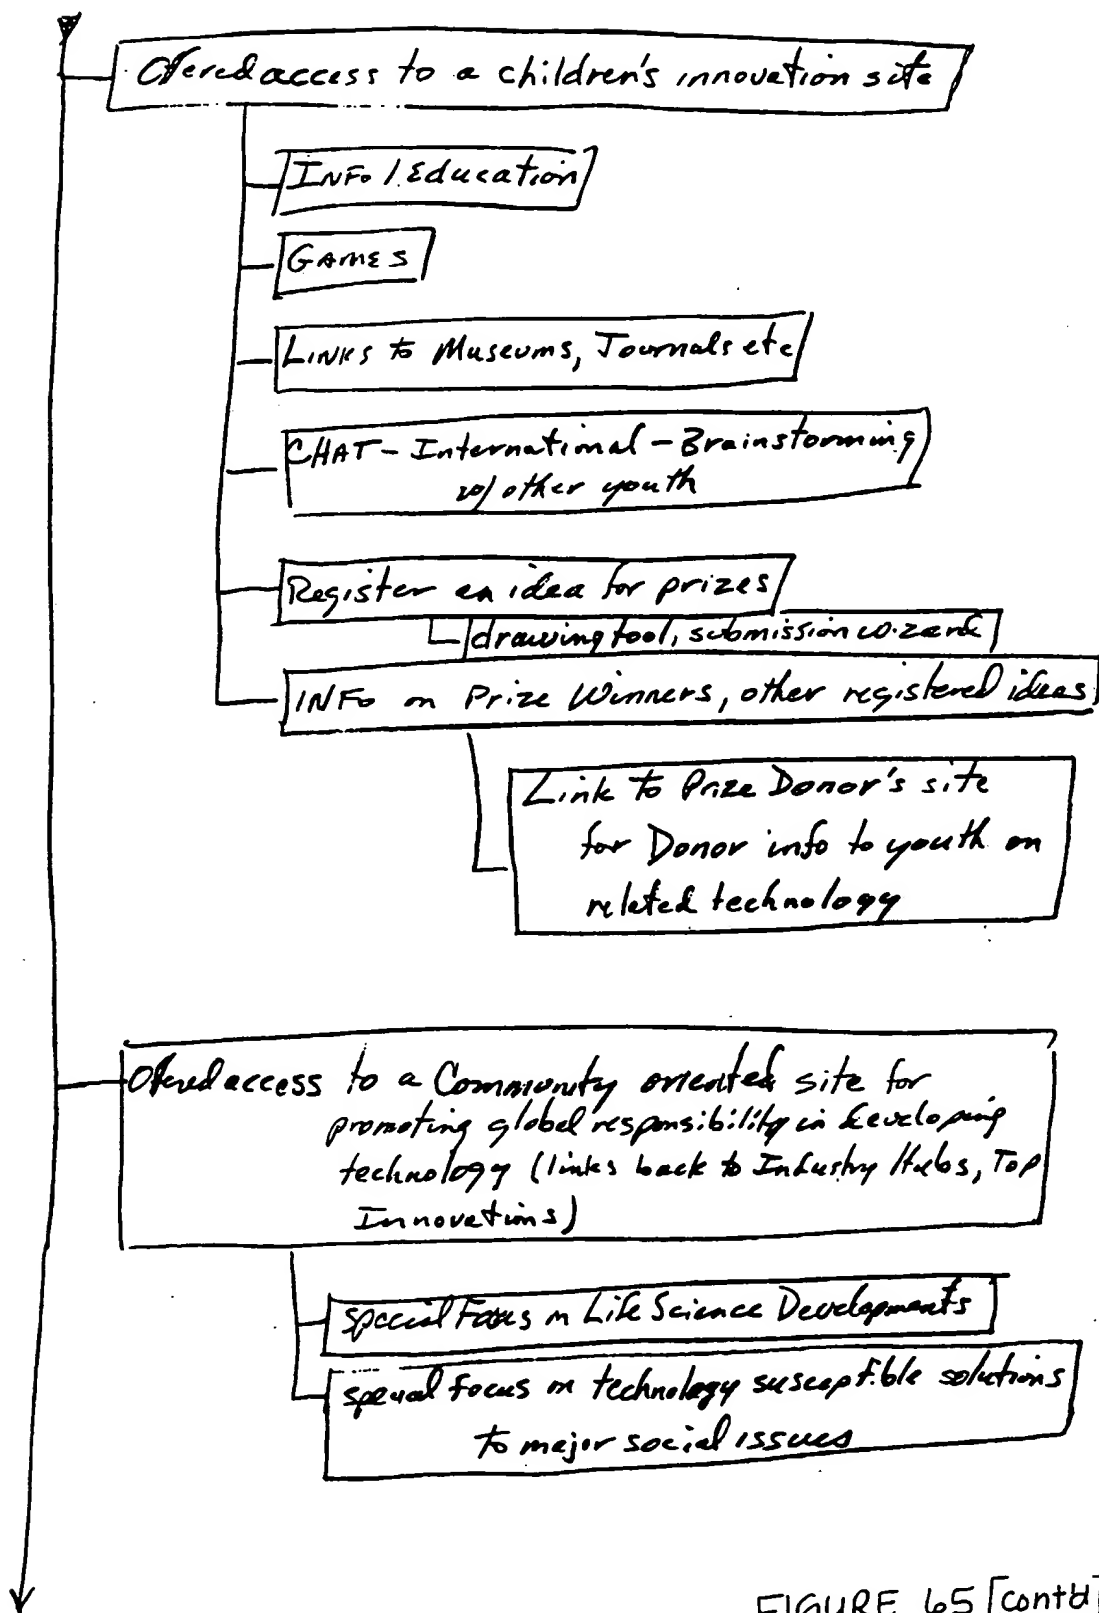 Offered access to a children's innovation site
INFO / Education
GAMES
LINKS to Museums, Journals etc
CHAT - International - Brainstorming
w/ other youth
Register an idea for prizes
drawing tool, submission wizard
INFO on Prize Winners, other registered ideas
Link to Prize Donor's site
for Donor info to youth on
related technology
Offered access to a Community oriented site for
promoting global responsibility in developing
technology (links back to Industry Hubs, Top
Innovations)
special Focus on Life Science Developments
special focus on technology susceptible solutions
to major social issues
FIGURE 65 [cont'd]